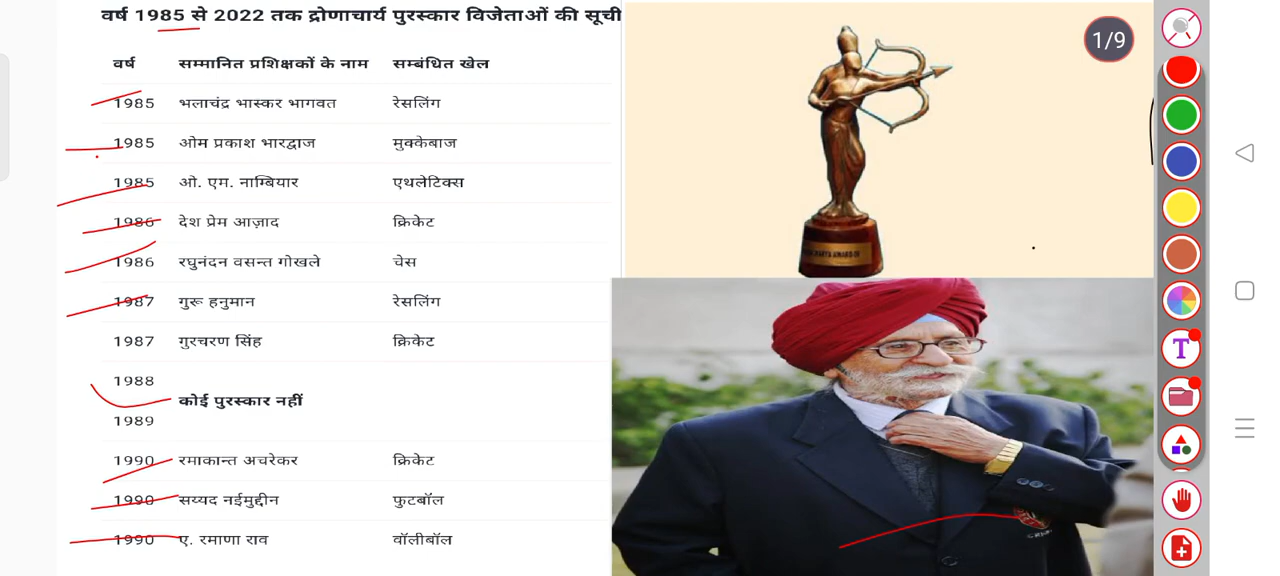 वर्ष 1985 से 2022 तक द्रोणाचार्य पुरस्कार विजेताओं की सूची
वर्ष सम्मानित प्रशिक्षकों के नाम सम्बंधित खेल
1985 भलाचंद्र भास्कर भागवत रेसलिंग
1985 ओम प्रकाश भारद्वाज मुक्केबाज
1985 ओ. एम. नाम्बियार एथलेटिक्स
1986 देश प्रेम आज़ाद क्रिकेट
1986 रघुनंदन वसन्त गोखले चेस
1987 गुरू हनुमान रेसलिंग
1987 गुरचरण सिंह क्रिकेट
1988
कोई पुरस्कार नहीं
1989
1990 रमाकान्त अचरेकर क्रिकेट
1990 सय्यद नईमुद्दीन फुटबॉल
1990 ए. रमाणा राव वॉलीबॉल
1/9
T